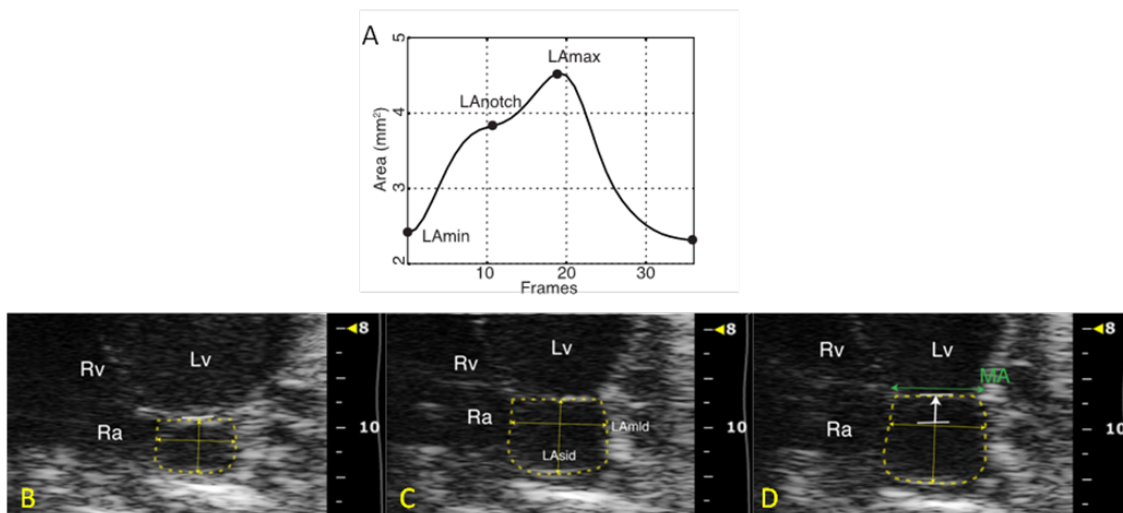 A
5
LAmax
LAnotch
4
Area (mm²)
3
LAmin
2
10 20 30
Frames
8
Lv
Rv
Ra
10
B
8
Lv
Rv
Ra
LAmld
10
LAsid
C
8
Lv
Rv
MA
Ra
10
D